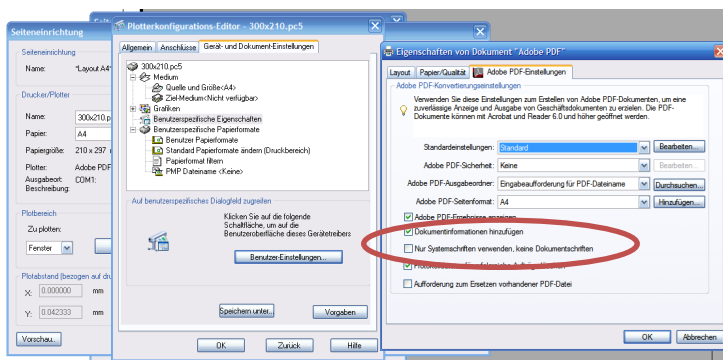 Seiteneinrichtung
Seiteneinrichtung
Name: "Layout A4"
Drucker/Plotter
Name: 300x210.p
Papier: A4
Papiergröße: 210 x 297
Plotter: Adobe PDF
Ausgabeort: COM1:
Beschreibung:
Plotbereich
Zu plotten:
Fenster
Plotabstand (bezogen auf dru
X: 0.000000 mm
Y: 0.042333 mm
Vorschau..
Plotterkonfigurations-Editor - 300x210.pc5
Allgemein Anschlüsse Gerät- und Dokument-Einstellungen
300x210.pc5
Medium
Quelle und Größe<A4>
Ziel-Medium<Nicht verfügbar>
Grafiken
Benutzerspezifische Eigenschaften
Benutzerspezifische Papierformate
Benutzer Papierformate
Standard Papierformate ändern (Druckbereich)
Papierformat filtern
PMP Dateiname <Keine>
Auf benutzerspezifisches Dialogfeld zugreifen
Klicken Sie auf die folgende
Schaltfläche, um auf die
Benutzeroberfläche dieses Gerätetreibers
Benutzer-Einstellungen...
Speichern unter...
Vorgaben
OK Zurück Hilfe
Eigenschaften von Dokument "Adobe PDF"
Layout Papier/Qualität Adobe PDF-Einstellungen
Adobe PDF-Konvertierungseinstellungen
Verwenden Sie diese Einstellungen zum Erstellen von Adobe PDF-Dokumenten, um eine
zuverlässige Anzeige und Ausgabe von Geschäftsdokumenten zu erzielen. Die PDF-
Dokumente können mit Acrobat und Reader 6.0 und höher geöffnet werden.
Standardeinstellungen: Standard Bearbeiten...
Adobe PDF-Sicherheit: Keine Bearbeiten...
Adobe PDF-Ausgabeordner: Eingabeaufforderung für PDF-Dateiname Durchsuchen...
Adobe PDF-Seitenformat: A4 Hinzufügen...
Adobe PDF-Ergebnisse anzeigen
Dokumentinformationen hinzufügen
Nur Systemschriften verwenden, keine Dokumentschriften
Aufforderung zum Ersetzen vorhandener PDF-Datei
OK Abbrechen